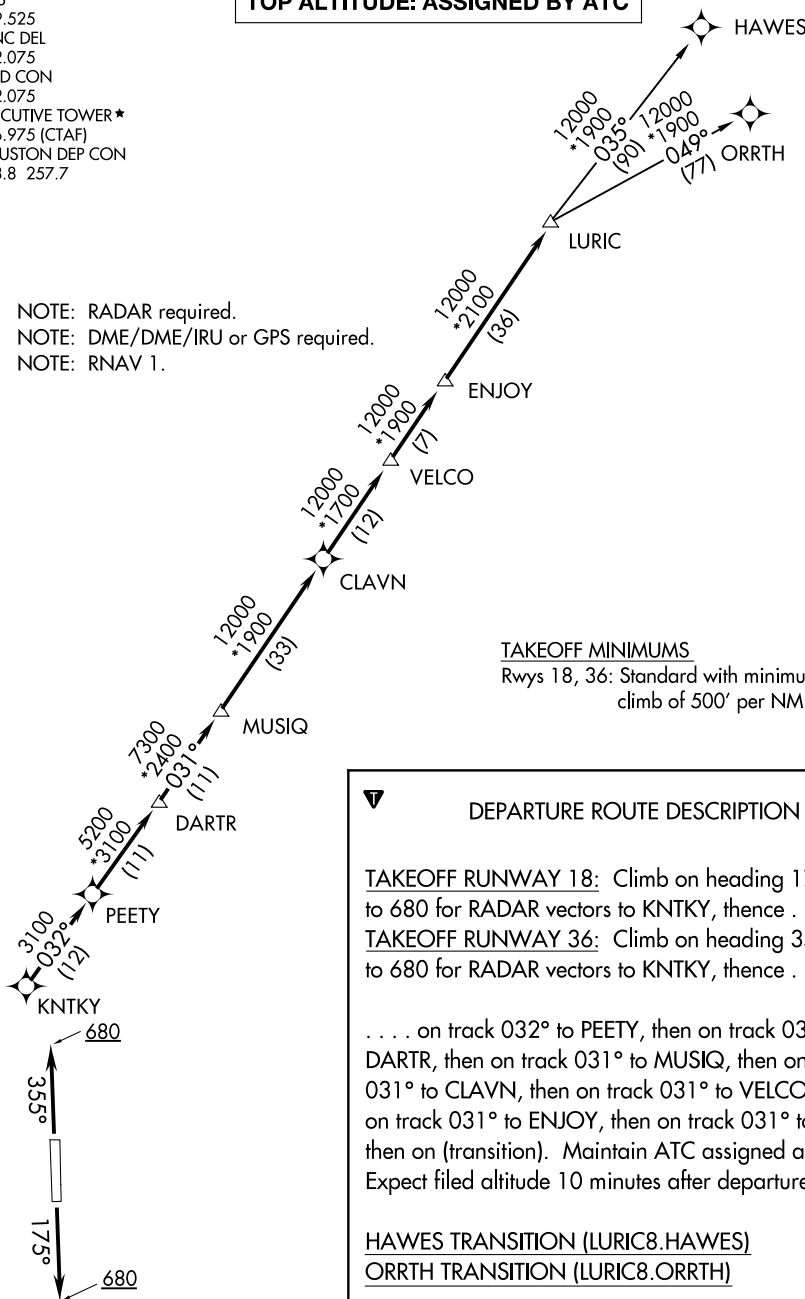 TOP ALTITUDE: ASSIGNED BY ATC
.525
NC DEL
.075
D CON
.075
CUTIVE TOWER★
.975 (CTAF)
USTON DEP CON
.8 257.7
HAWES
12000
*1900
035°
(90)
12000
*1900
049°
(77)
ORRTH
LURIC
NOTE: RADAR required.
NOTE: DME/DME/IRU or GPS required.
NOTE: RNAV 1.
12000
*2100
(36)
ENJOY
12000
*1900
(7)
VELCO
12000
*1700
(12)
CLAVN
12000
*1900
(33)
TAKEOFF MINIMUMS
Rwys 18, 36: Standard with minimu
climb of 500' per NM
MUSIQ
7300
*2400
031°
(11)
DARTR
5200
*3100
(11)
PEETY
3100
032°
(12)
KNTKY
680
355°
175°
680
T
DEPARTURE ROUTE DESCRIPTION
TAKEOFF RUNWAY 18: Climb on heading 17
to 680 for RADAR vectors to KNTKY, thence .
TAKEOFF RUNWAY 36: Climb on heading 35
to 680 for RADAR vectors to KNTKY, thence .
. . . . on track 032° to PEETY, then on track 03
DARTR, then on track 031° to MUSIQ, then on
031° to CLAVN, then on track 031° to VELCO
on track 031° to ENJOY, then on track 031° to
then on (transition). Maintain ATC assigned a
Expect filed altitude 10 minutes after departure
HAWES TRANSITION (LURIC8.HAWES)
ORRTH TRANSITION (LURIC8.ORRTH)